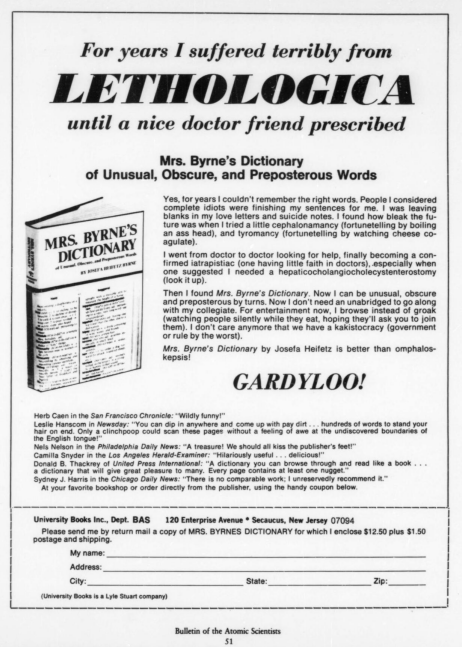 For years I suffered terribly from
LETHOLOGICA
until a nice doctor friend prescribed
Mrs. Byrne's Dictionary
of Unusual, Obscure, and Preposterous Words
Yes, for years I couldn't remember the right words. People I considered
complete idiots were finishing my sentences for me. I was leaving
blanks in my love letters and suicide notes. I found how bleak the fu-
ture was when I tried a little cephalonamancy (fortunetelling by boiling
an ass head), and tyromancy (fortunetelling by watching cheese co-
agulate).
I went from doctor to doctor looking for help, finally becoming a con-
firmed iatrapistiac (one having little faith in doctors), especially when
one suggested I needed a hepaticocholangiocholecystenterostomy
(look it up).
Then I found Mrs. Byrne's Dictionary. Now I can be unusual, obscure
and preposterous by turns. Now I don't need an unabridged to go along
with my collegiate. For entertainment now, I browse instead of groak
(watching people silently while they eat, hoping they'll ask you to join
them). I don't care anymore that we have a kakistocracy (government
or rule by the worst).
Mrs. Byrne's Dictionary by Josefa Heifetz is better than omphalos-
kepsis!
MRS. BYRNE'S
DICTIONARY
of Unusual, Obscure, and Preposterous Words
BY JOSEFA HEIFETZ BYRNE
GARDYLOO!
Herb Caen in the San Francisco Chronicle: "Wildly funny!"
Leslie Hanscom in Newsday: "You can dip in anywhere and come up with pay dirt . . . hundreds of words to stand your
hair on end. Only a clinchpoop could scan these pages without a feeling of awe at the undiscovered boundaries of
the English tongue!"
Nels Nelson in the Philadelphia Daily News: "A treasure! We should all kiss the publisher's feet!"
Camilla Snyder in the Los Angeles Herald-Examiner: "Hilariously useful . . . delicious!"
Donald B. Thackrey of United Press International: "A dictionary you can browse through and read like a book . . .
a dictionary that will give great pleasure to many. Every page contains at least one nugget."
Sydney J. Harris in the Chicago Daily News: "There is no comparable work; I unreservedly recommend it."
At your favorite bookshop or order directly from the publisher, using the handy coupon below.
University Books Inc., Dept. BAS 120 Enterprise Avenue * Secaucus, New Jersey 07094
Please send me by return mail a copy of MRS. BYRNES DICTIONARY for which I enclose $12.50 plus $1.50
postage and shipping.
My name:
Address:
City: State: Zip:
(University Books is a Lyle Stuart company)
Bulletin of the Atomic Scientists
51